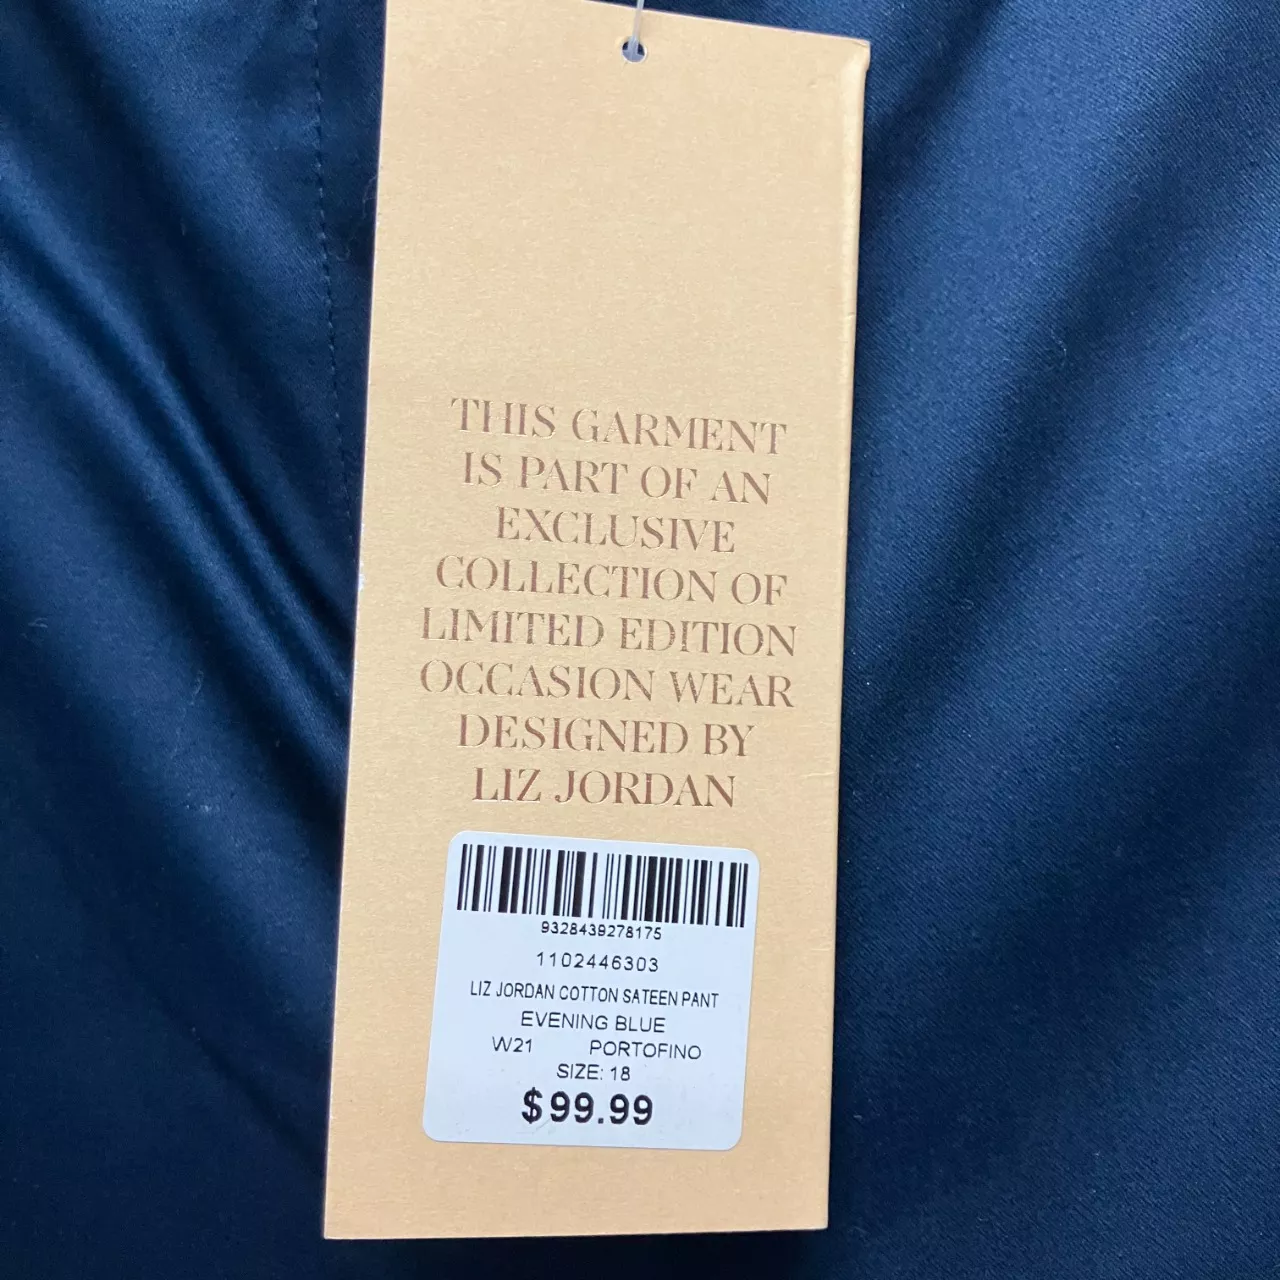 THIS GARMENT
IS PART OF AN
EXCLUSIVE
COLLECTION OF
LIMITED EDITION
OCCASION WEAR
DESIGNED BY
LIZ JORDAN
9328439278175
1102446303
LIZ JORDAN COTTON SATEEN PANT
EVENING BLUE
W21 PORTOFINO
SIZE: 18
$99.99